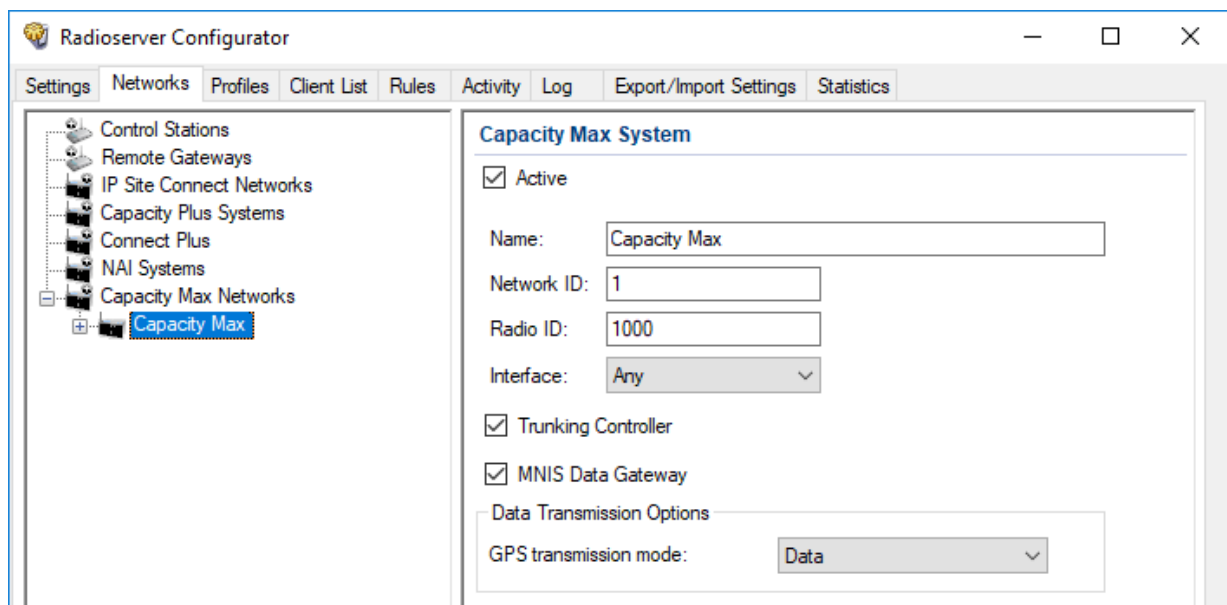 Radioserver Configurator
Settings Networks Profiles Client List Rules Activity Log Export/Import Settings Statistics
Control Stations
Remote Gateways
IP Site Connect Networks
Capacity Plus Systems
Connect Plus
NAI Systems
Capacity Max Networks
Capacity Max
Capacity Max System
Active
Name: Capacity Max
Network ID: 1
Radio ID: 1000
Interface: Any
Trunking Controller
MNIS Data Gateway
Data Transmission Options
GPS transmission mode: Data